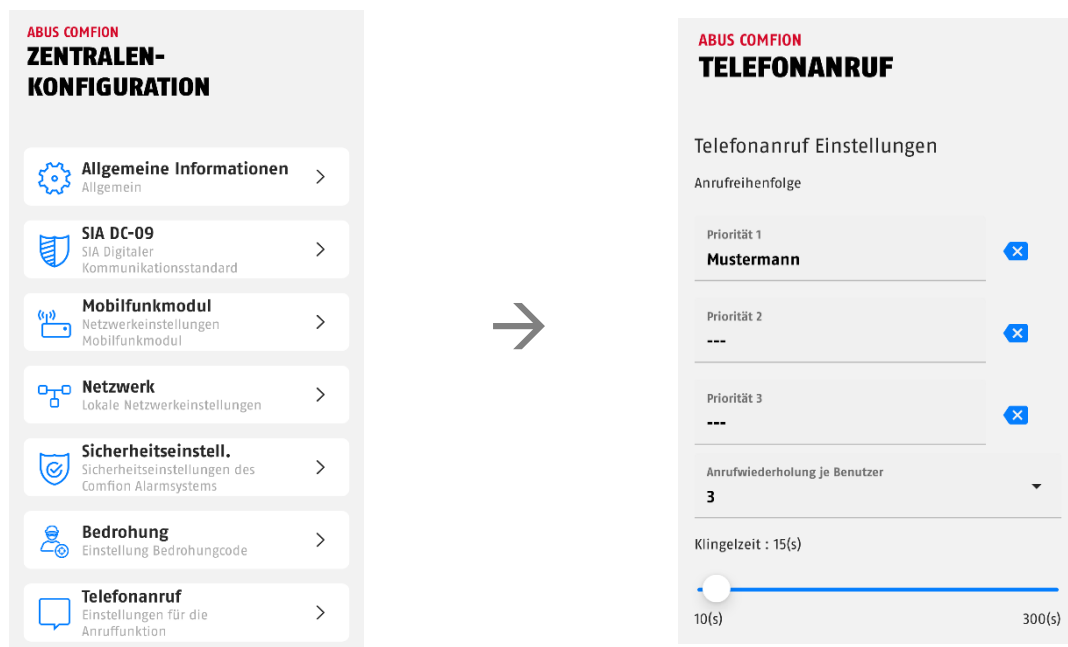 ABUS COMFION
ZENTRALEN-
KONFIGURATION
Allgemeine Informationen
Allgemein
SIA DC-09
SIA Digitaler
Kommunikationsstandard
Mobilfunkmodul
Netzwerkeinstellungen
Mobilfunkmodul
Netzwerk
Lokale Netzwerkeinstellungen
Sicherheitseinstell.
Sicherheitseinstellungen des
Comfion Alarmsystems
Bedrohung
Einstellung Bedrohungcode
Telefonanruf
Einstellungen für die
Anruffunktion
ABUS COMFION
TELEFONANRUF
Telefonanruf Einstellungen
Anrufreihenfolge
Priorität 1
Mustermann
Priorität 2
---
Priorität 3
---
Anrufwiederholung je Benutzer
3
Klingelzeit : 15(s)
10(s) 300(s)